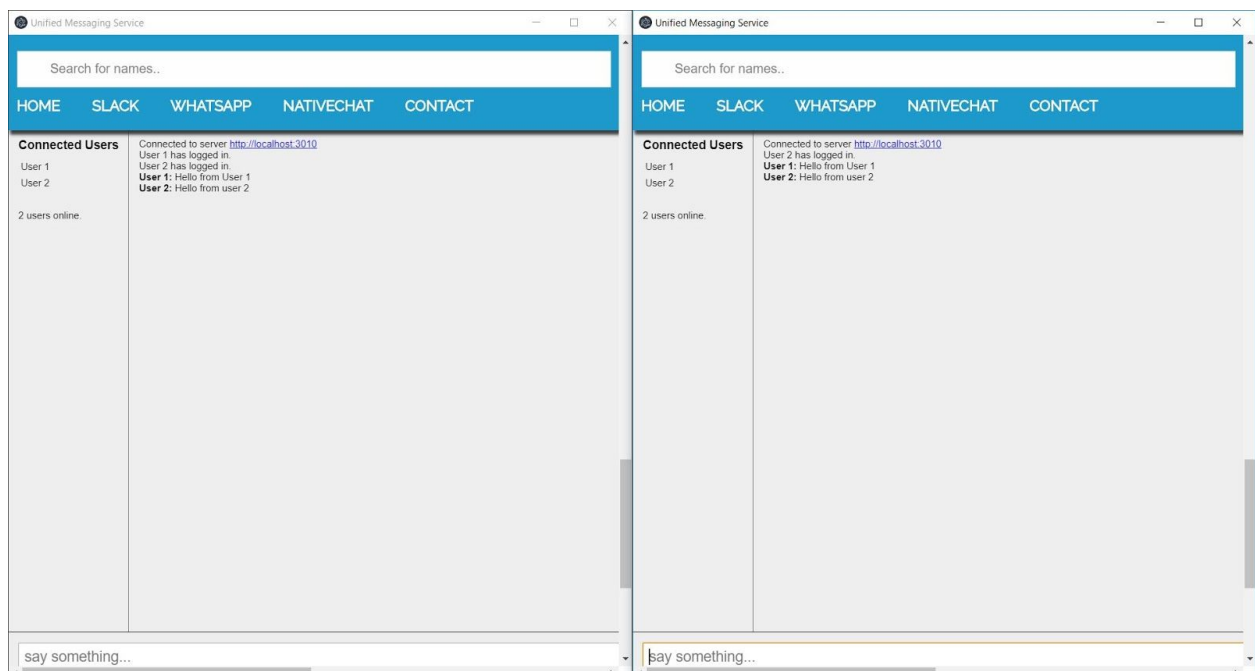 Unified Messaging Service
Search for names..
HOME SLACK WHATSAPP NATIVECHAT CONTACT
Connected Users
User 1
User 2
2 users online.
Connected to server http://localhost:3010
User 1 has logged in.
User 2 has logged in.
User 1: Hello from User 1
User 2: Hello from user 2
say something...
Unified Messaging Service
Search for names..
HOME SLACK WHATSAPP NATIVECHAT CONTACT
Connected Users
User 1
User 2
2 users online.
Connected to server http://localhost:3010
User 2 has logged in.
User 1: Hello from User 1
User 2: Hello from user 2
say something...